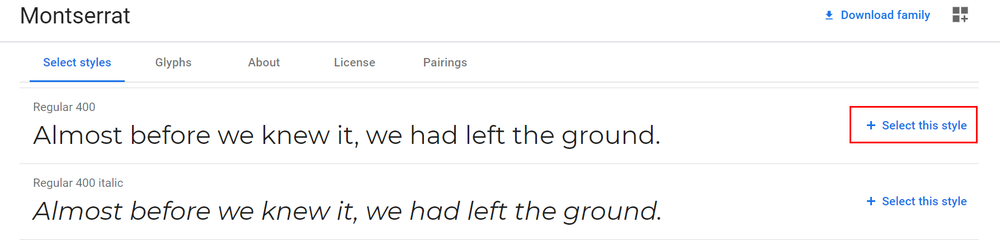 Montserrat
Download family
Select styles Glyphs About License Pairings
Regular 400
Almost before we knew it, we had left the ground.
+ Select this style
Regular 400 italic
Almost before we knew it, we had left the ground.
+ Select this style